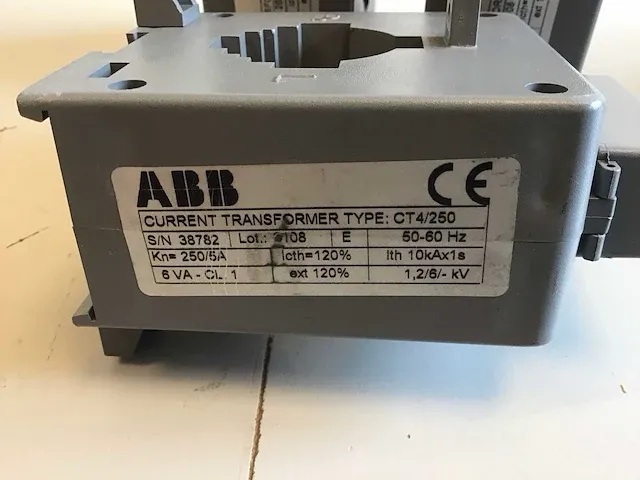 ABB CE
CURRENT TRANSFORMER TYPE: CT4/250
S/N 38782 Lot.: E 50-60 Hz
Kn= 250/5A Icth=120% Ith 10kAx1s
6 VA - CL 1 ext 120% 1,2/6/- kV